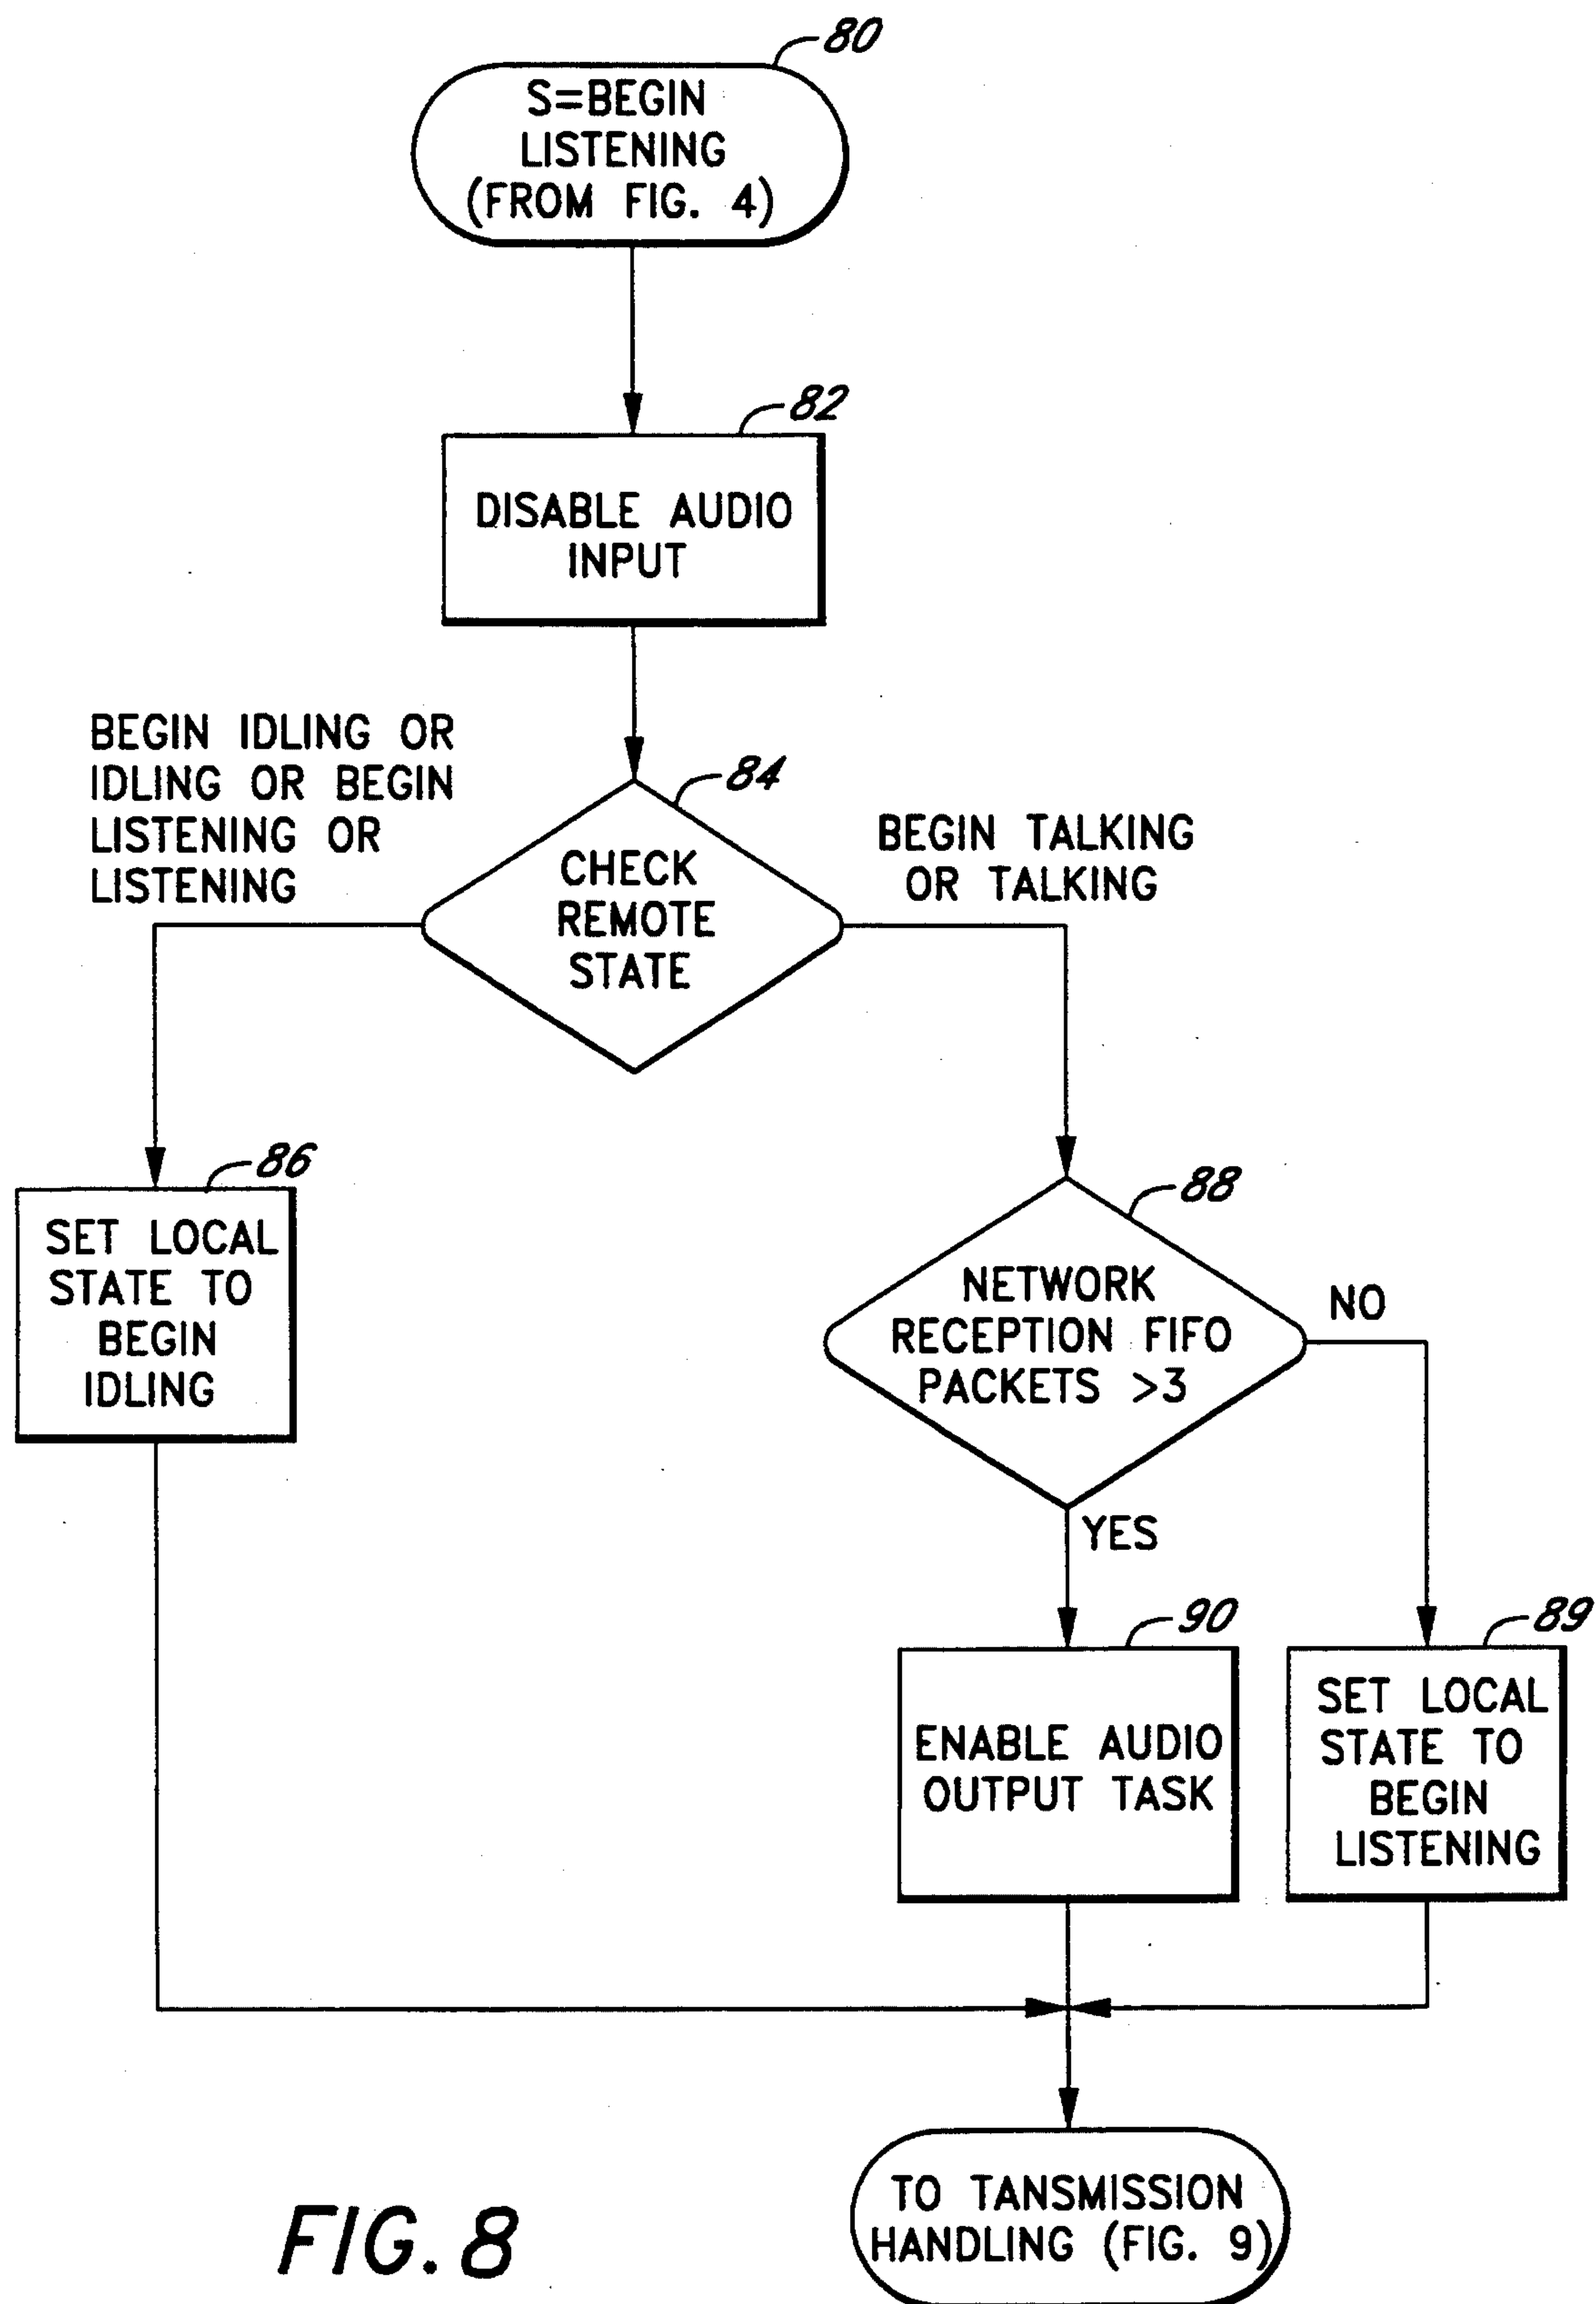 80
S=BEGIN
LISTENING
(FROM FIG. 4)
82
DISABLE AUDIO
INPUT
BEGIN IDLING OR
IDLING OR BEGIN
LISTENING OR
LISTENING
84
CHECK
REMOTE
STATE
BEGIN TALKING
OR TALKING
86
SET LOCAL
STATE TO
BEGIN
IDLING
88
NETWORK
RECEPTION FIFO
PACKETS >3
NO
YES
90
ENABLE AUDIO
OUTPUT TASK
89
SET LOCAL
STATE TO
BEGIN
LISTENING
TO TANSMISSION
HANDLING (FIG. 9)
FIG. 8